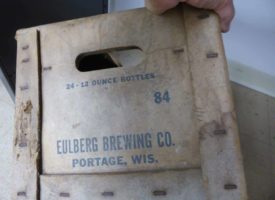 24-12 OUNCE BOTTLES
84
EULBERG BREWING CO.
PORTAGE, WIS.